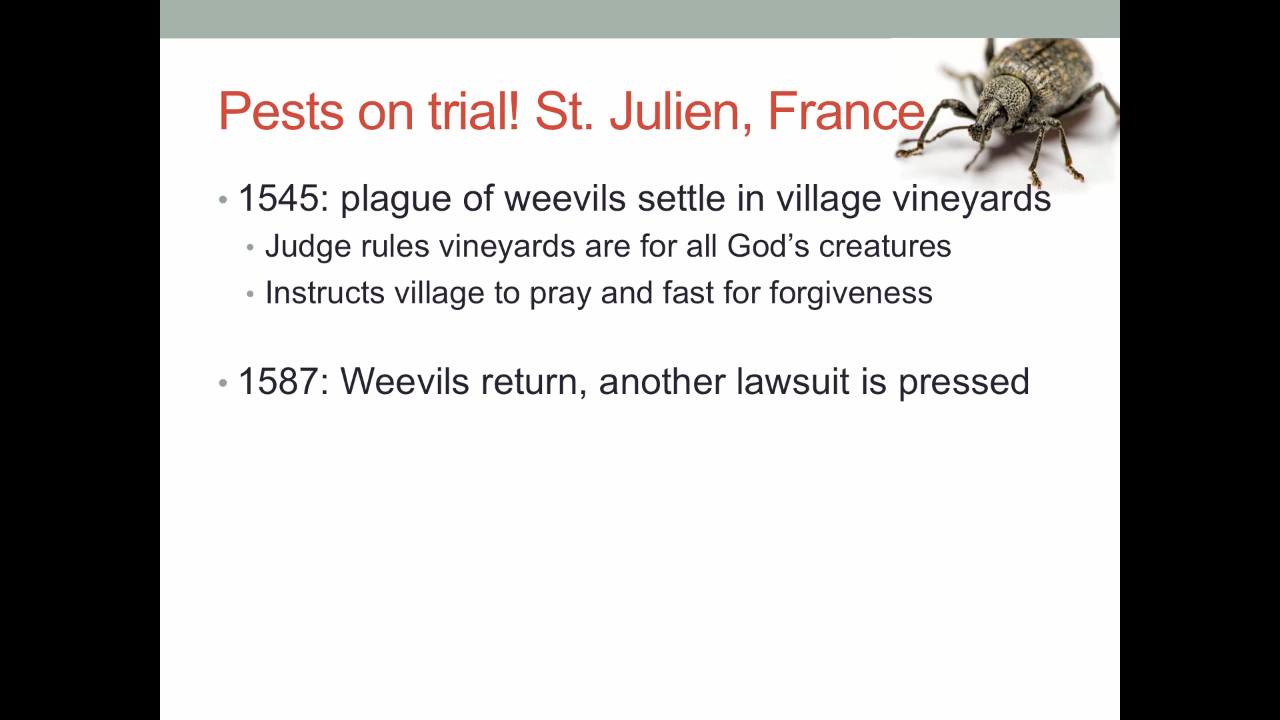 Pests on trial! St. Julien, France
• 1545: plague of weevils settle in village vineyards
• Judge rules vineyards are for all God’s creatures
• Instructs village to pray and fast for forgiveness
• 1587: Weevils return, another lawsuit is pressed